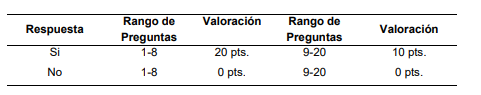 Respuesta Rango de Preguntas Valoración Rango de Preguntas Valoración
Si 1-8 20 pts. 9-20 10 pts.
No 1-8 0 pts. 9-20 0 pts.